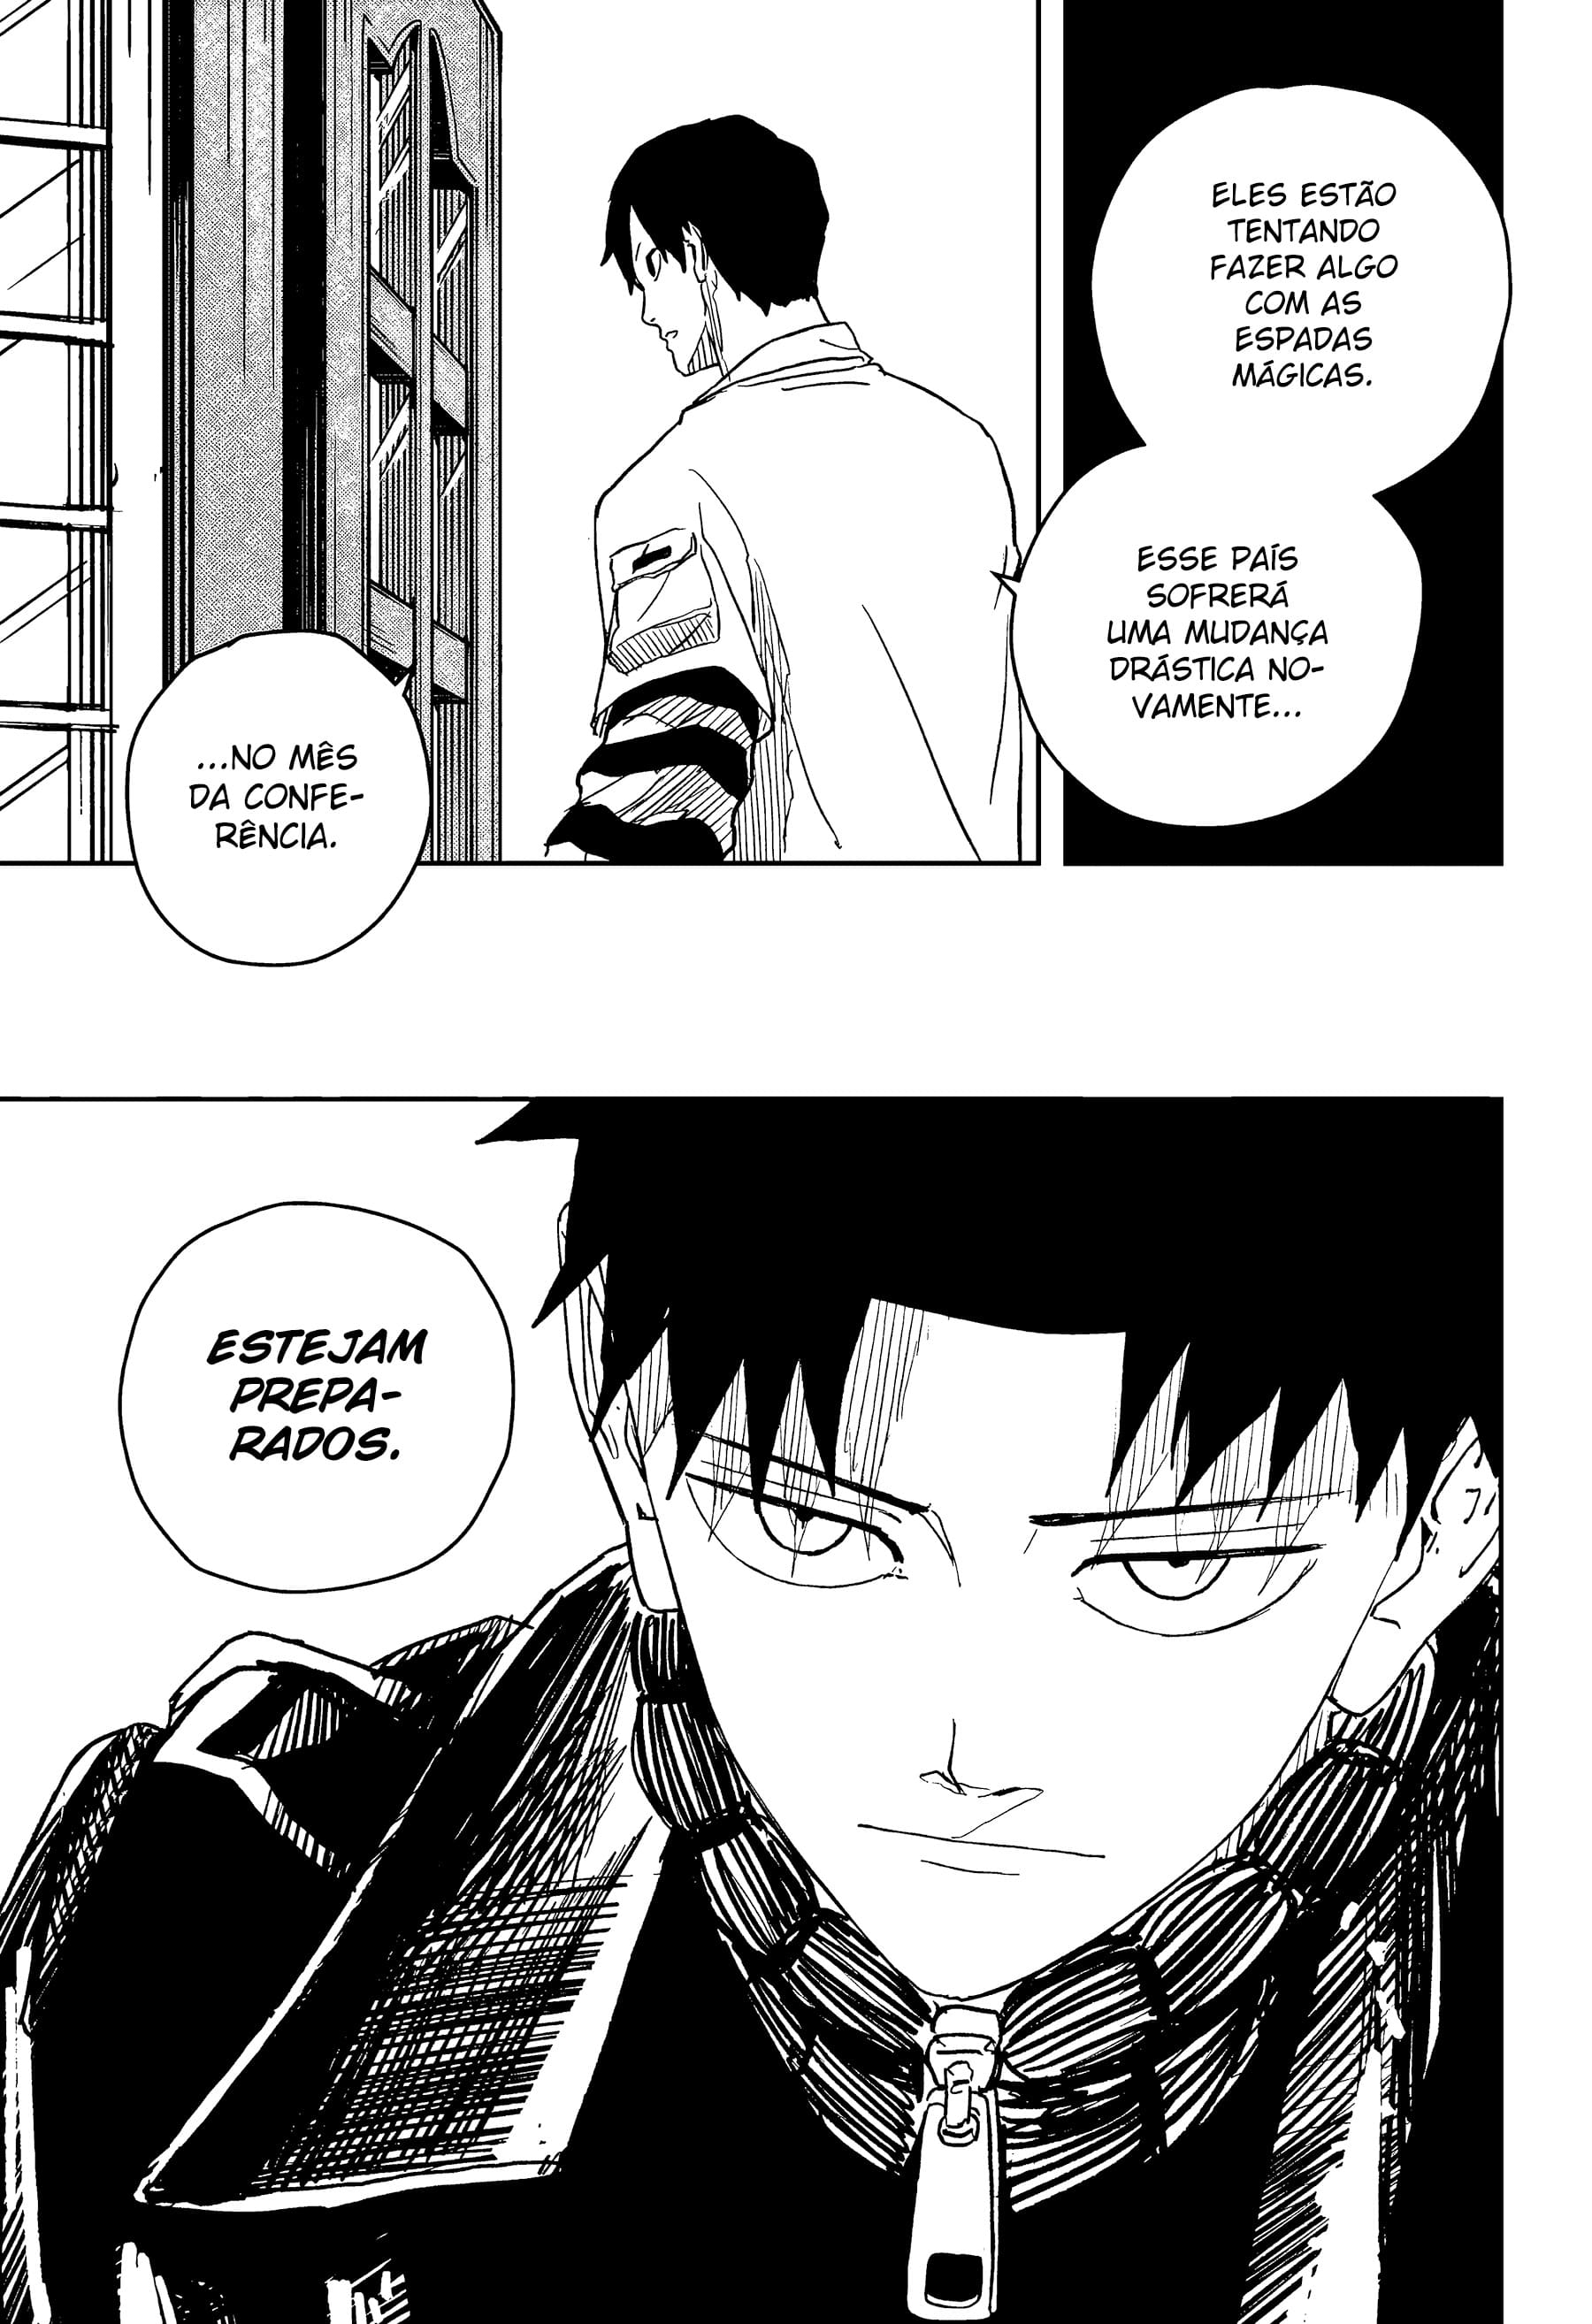 ELES ESTÃO
TENTANDO
FAZER ALGO
COM AS
ESPADAS
MÁGICAS.
ESSE PAÍS
SOFRERÁ
UMA MUDANÇA
DRÁSTICA NO-
VAMENTE...
...NO MÊS
DA CONFE-
RÊNCIA.
ESTEJAM
PREPA-
RADOS.